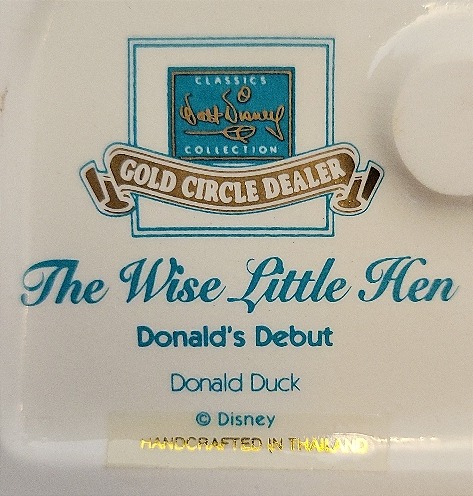 CLASSICS
Walt Disney
COLLECTION
GOLD CIRCLE DEALER
The Wise Little Hen
Donald's Debut
Donald Duck
© Disney
HANDCRAFTED IN THAILAND